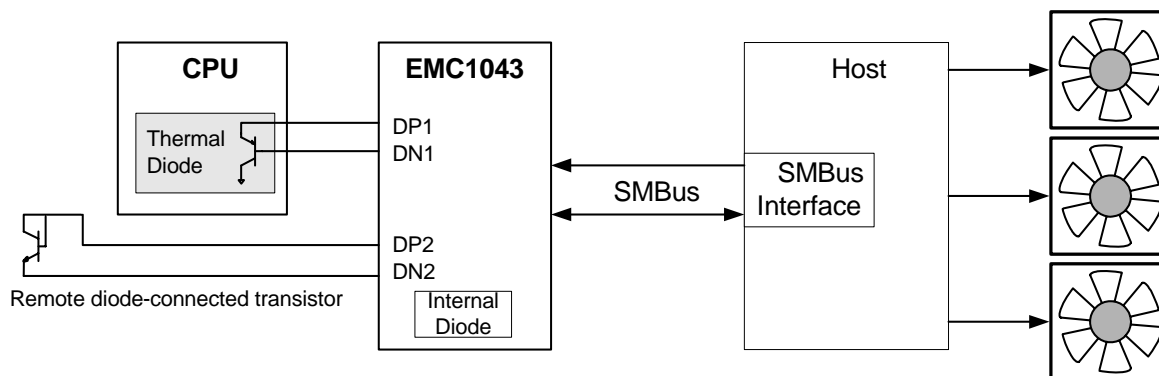 CPU
Thermal
Diode
EMC1043
DP1
DN1
DP2
DN2
Internal
Diode
Remote diode-connected transistor
SMBus
Host
SMBus
Interface